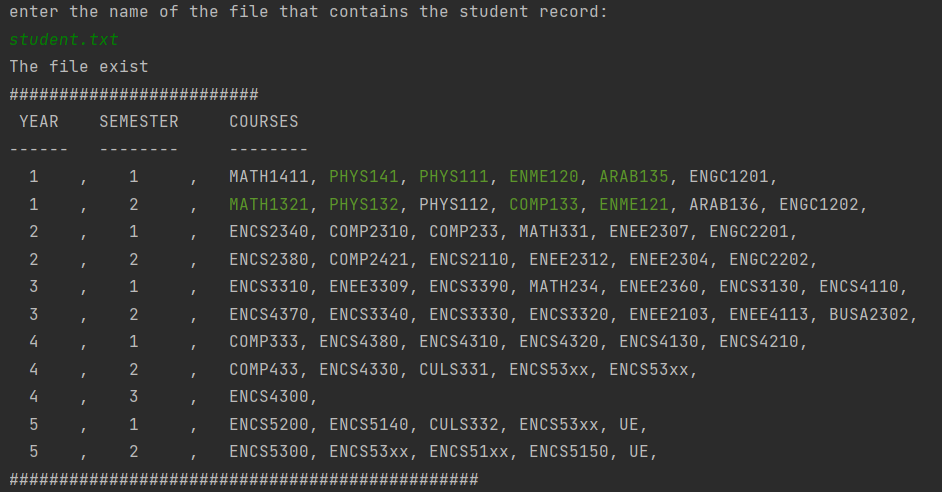 enter the name of the file that contains the student record:
student.txt
The file exist
#########################
YEAR    SEMESTER     COURSES
------   --------     --------
1    ,    1     ,   MATH1411, PHYS141, PHYS111, ENME120, ARAB135, ENGC1201,
1    ,    2     ,   MATH1321, PHYS132, PHYS112, COMP133, ENME121, ARAB136, ENGC1202,
2    ,    1     ,   ENCS2340, COMP2310, COMP233, MATH331, ENEE2307, ENGC2201,
2    ,    2     ,   ENCS2380, COMP2421, ENCS2110, ENEE2312, ENEE2304, ENGC2202,
3    ,    1     ,   ENCS3310, ENEE3309, ENCS3390, MATH234, ENEE2360, ENCS3130, ENCS4110,
3    ,    2     ,   ENCS4370, ENCS3340, ENCS3330, ENCS3320, ENEE2103, ENEE4113, BUSA2302,
4    ,    1     ,   COMP333, ENCS4380, ENCS4310, ENCS4320, ENCS4130, ENCS4210,
4    ,    2     ,   COMP433, ENCS4330, CULS331, ENCS53xx, ENCS53xx,
4    ,    3     ,   ENCS4300,
5    ,    1     ,   ENCS5200, ENCS5140, CULS332, ENCS53xx, UE,
5    ,    2     ,   ENCS5300, ENCS53xx, ENCS51xx, ENCS5150, UE,
###############################################